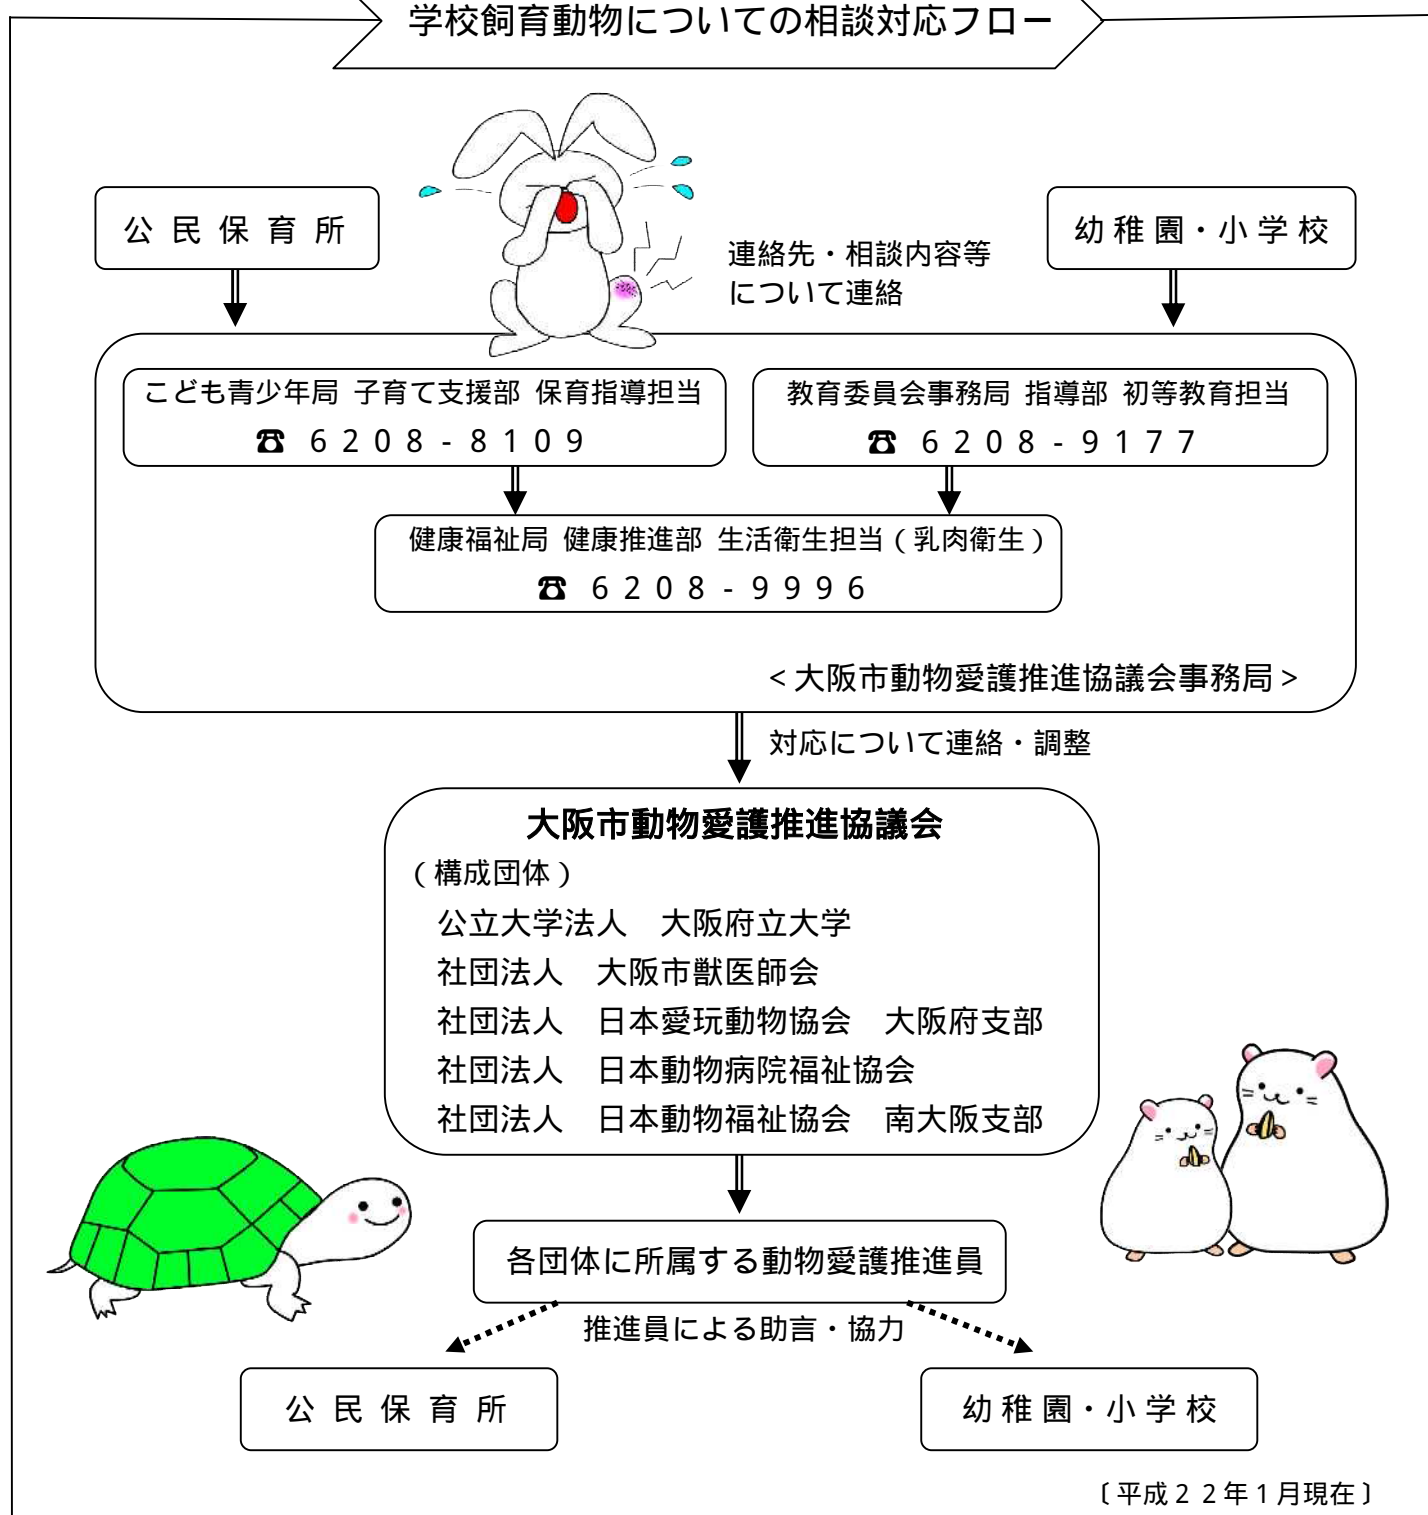 学校飼育動物についての相談対応フロー
公民保育所
幼稚園・小学校
連絡先・相談内容等
について連絡
こども青少年局 子育て支援部 保育指導担当
☎ 6208-8109
教育委員会事務局 指導部 初等教育担当
☎ 6208-9177
健康福祉局 健康推進部 生活衛生担当(乳肉衛生)
☎ 6208-9996
<大阪市動物愛護推進協議会事務局>
対応について連絡・調整
大阪市動物愛護推進協議会
(構成団体)
公立大学法人 大阪府立大学
社団法人 大阪市獣医師会
社団法人 日本愛玩動物協会 大阪府支部
社団法人 日本動物病院福祉協会
社団法人 日本動物福祉協会 南大阪支部
各団体に所属する動物愛護推進員
推進員による助言・協力
公民保育所
幼稚園・小学校
〔平成22年1月現在〕